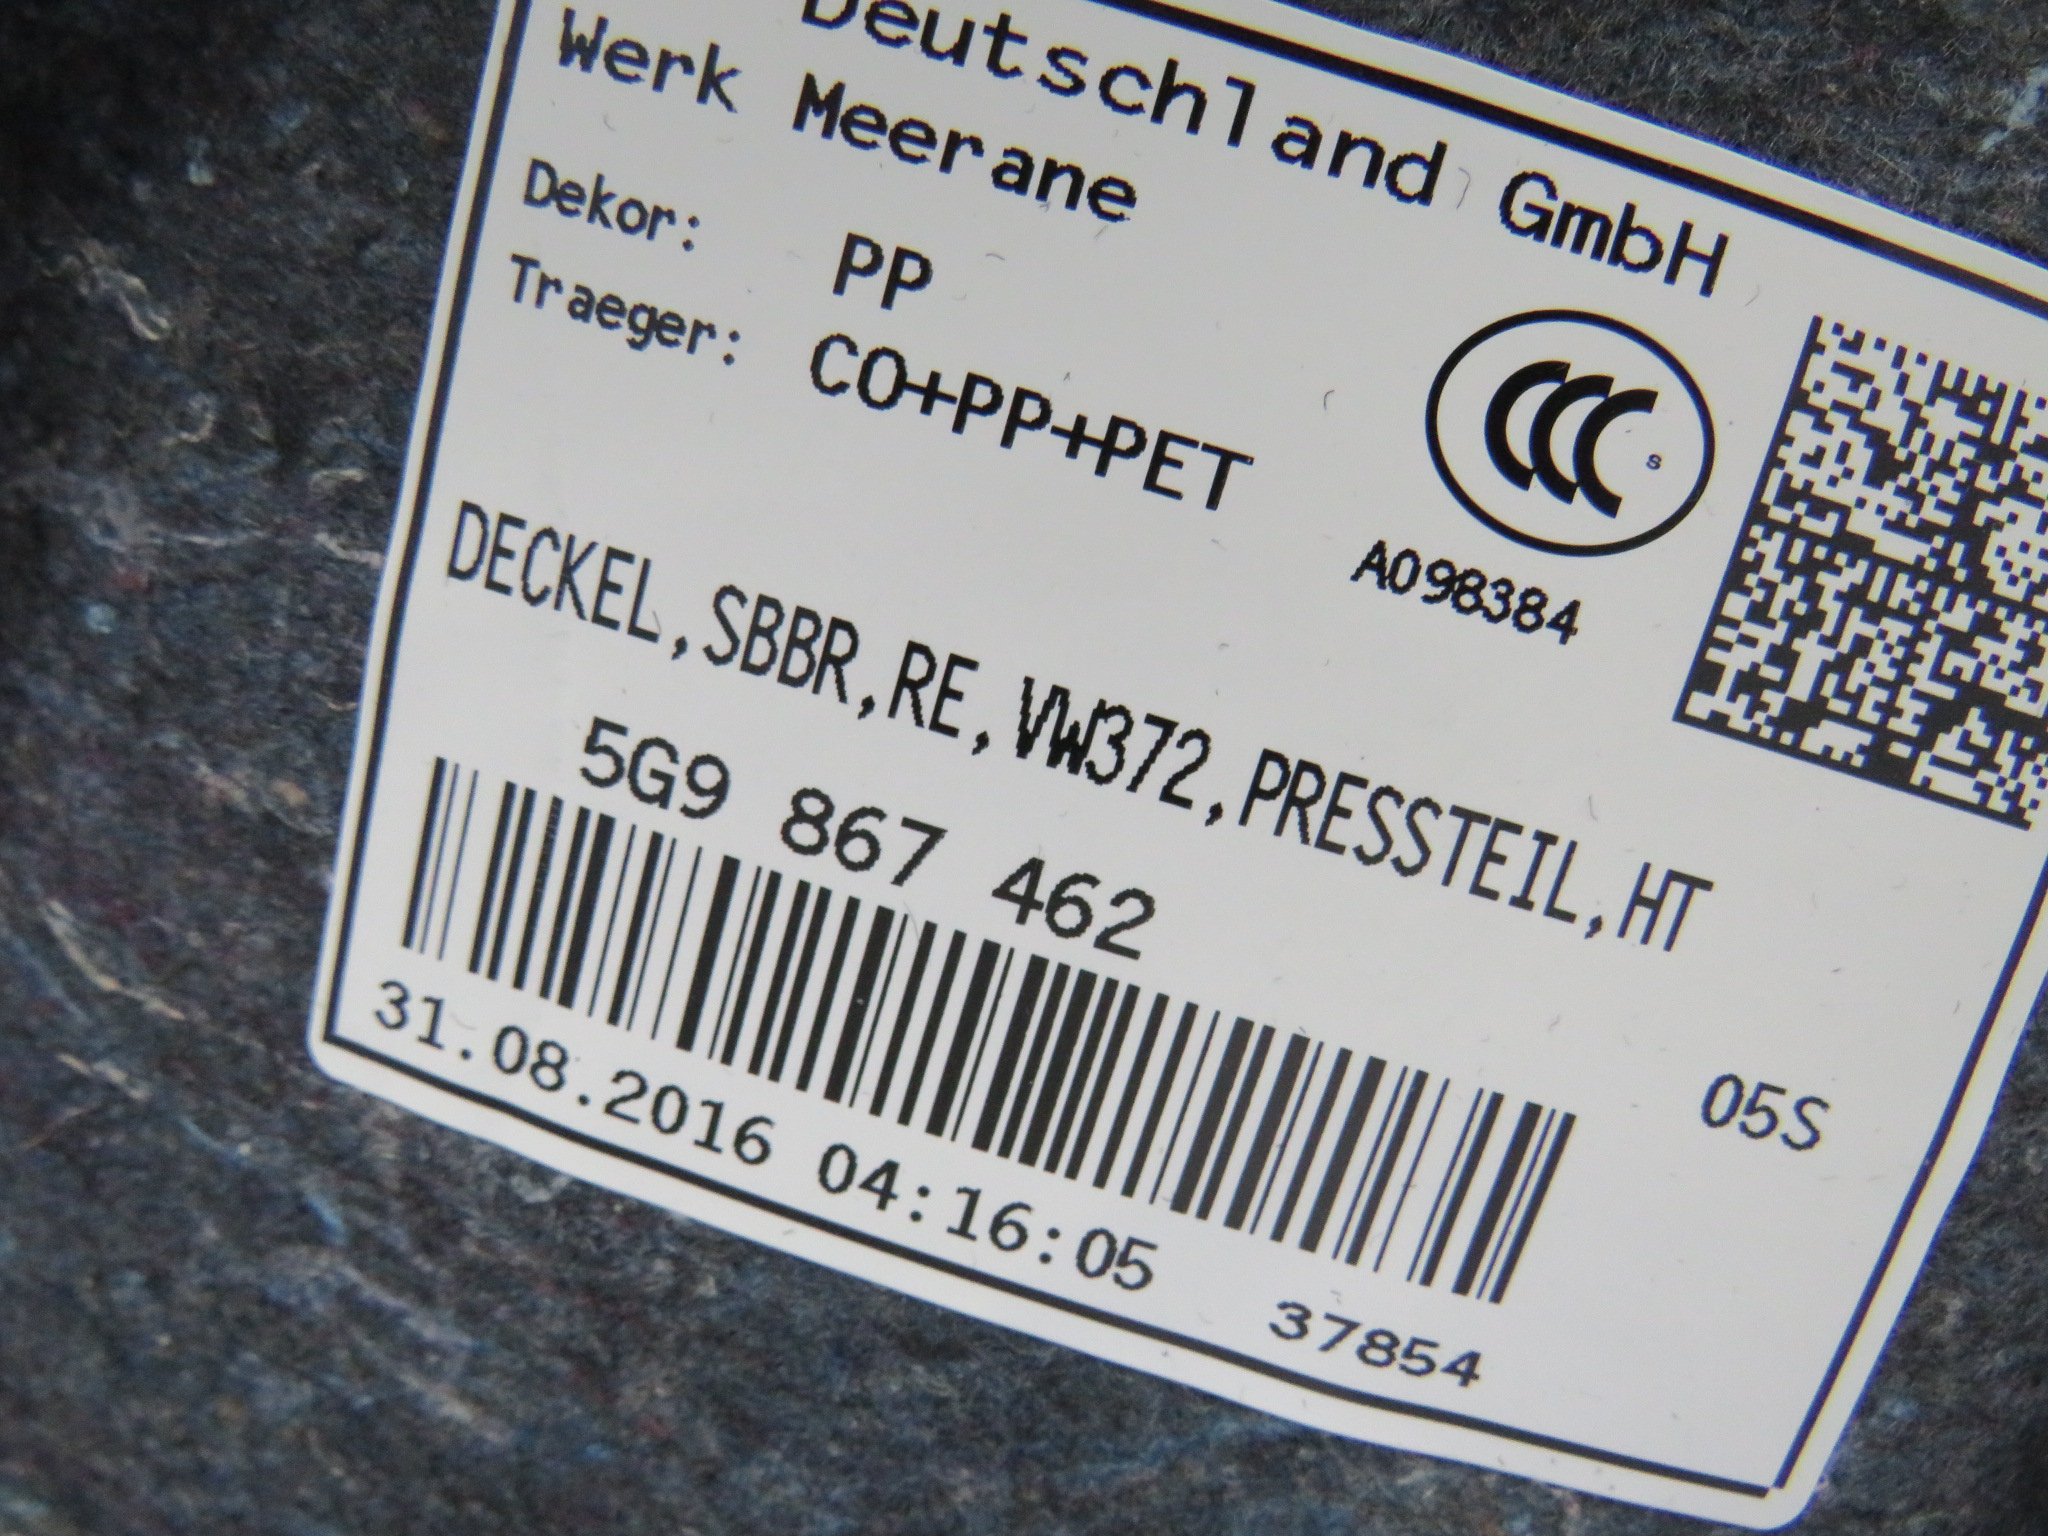 Deutschland GmbH
Werk Meerane
Dekor: PP
Traeger: CO+PP+PET
CCC s
A098384
DECKEL,SBBR,RE,VW372,PRESSTEIL,HT
5G9 867 462
05S
31.08.2016 04:16:05 37854